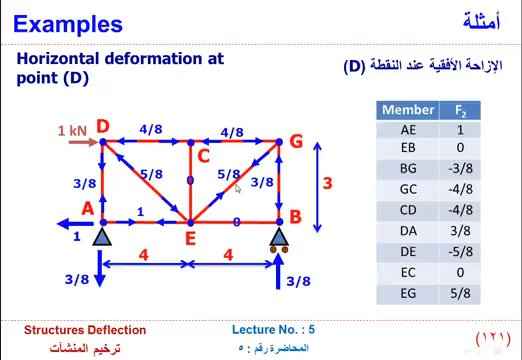 Examples
أمثلة
Horizontal deformation at
point (D)
الإزاحة الأفقية عند النقطة (D)
1 kN
D
4/8
4/8
G
C
3/8
5/8
0
5/8
3/8
3
A
1
0
B
1
E
4
4
3/8
3/8
Member F₂
AE 1
EB 0
BG -3/8
GC -4/8
CD -4/8
DA 3/8
DE -5/8
EC 0
EG 5/8
Structures Deflection
Lecture No. : 5
ترخيم المنشآت
المحاضرة رقم : ٥
(١٢١)